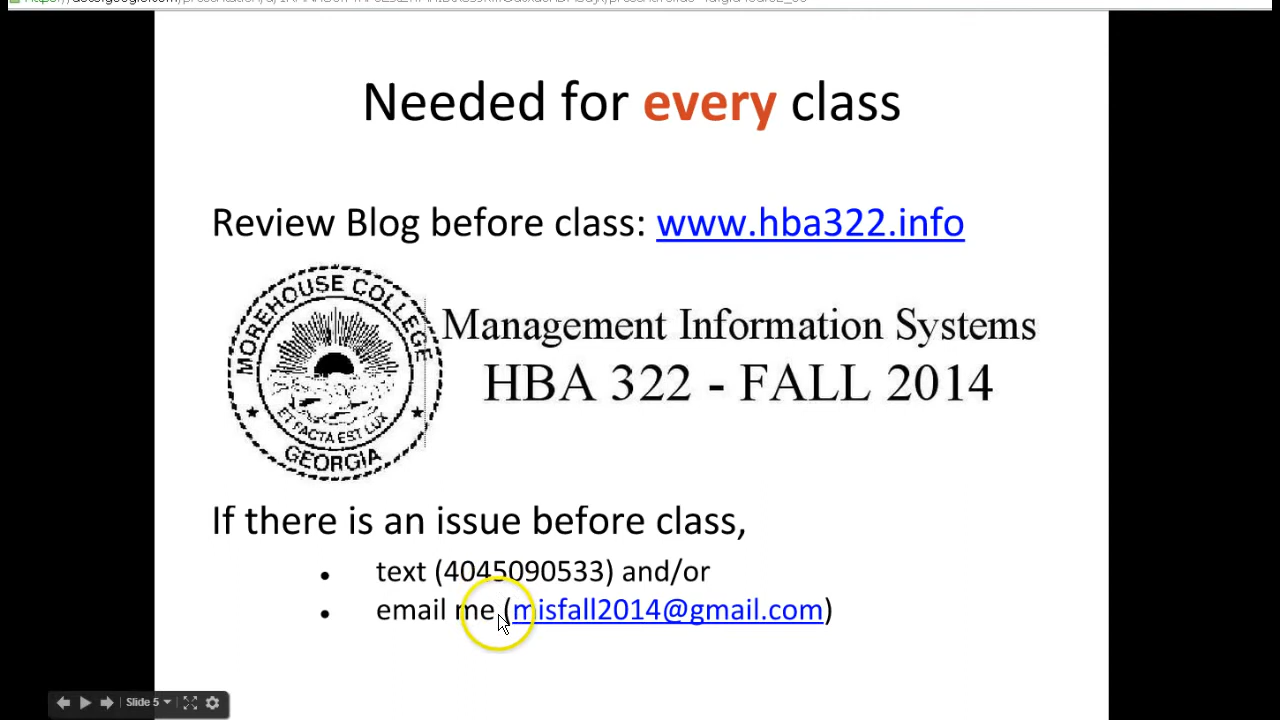 Needed for every class
Review Blog before class: www.hba322.info
MOREHOUSE COLLEGE
ET FACTA EST LUX
GEORGIA
Management Information Systems
HBA 322 - FALL 2014
If there is an issue before class,
• text (4045090533) and/or
• email me (misfall2014@gmail.com)
Slide 5